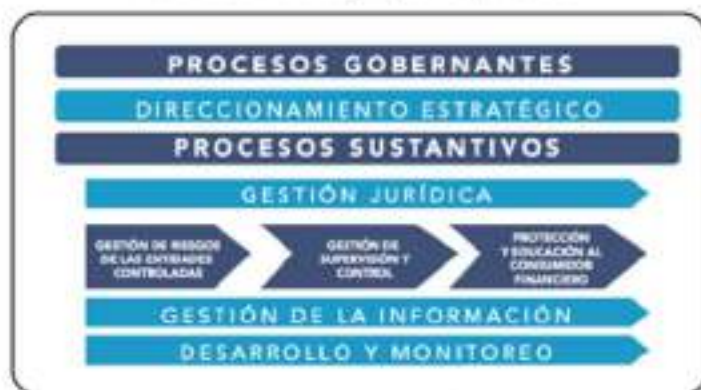 PROCESOS GOBERNANTES
DIRECCIONAMIENTO ESTRATÉGICO
PROCESOS SUSTANTIVOS
GESTIÓN JURÍDICA
GESTIÓN DE RIESGOS
DE LAS ENTIDADES
CONTROLADAS
GESTIÓN DE
SUPERVISIÓN Y
CONTROL
PROTECCIÓN
Y EDUCACIÓN AL
CONSUMIDOR
FINANCIERO
GESTIÓN DE LA INFORMACIÓN
DESARROLLO Y MONITOREO